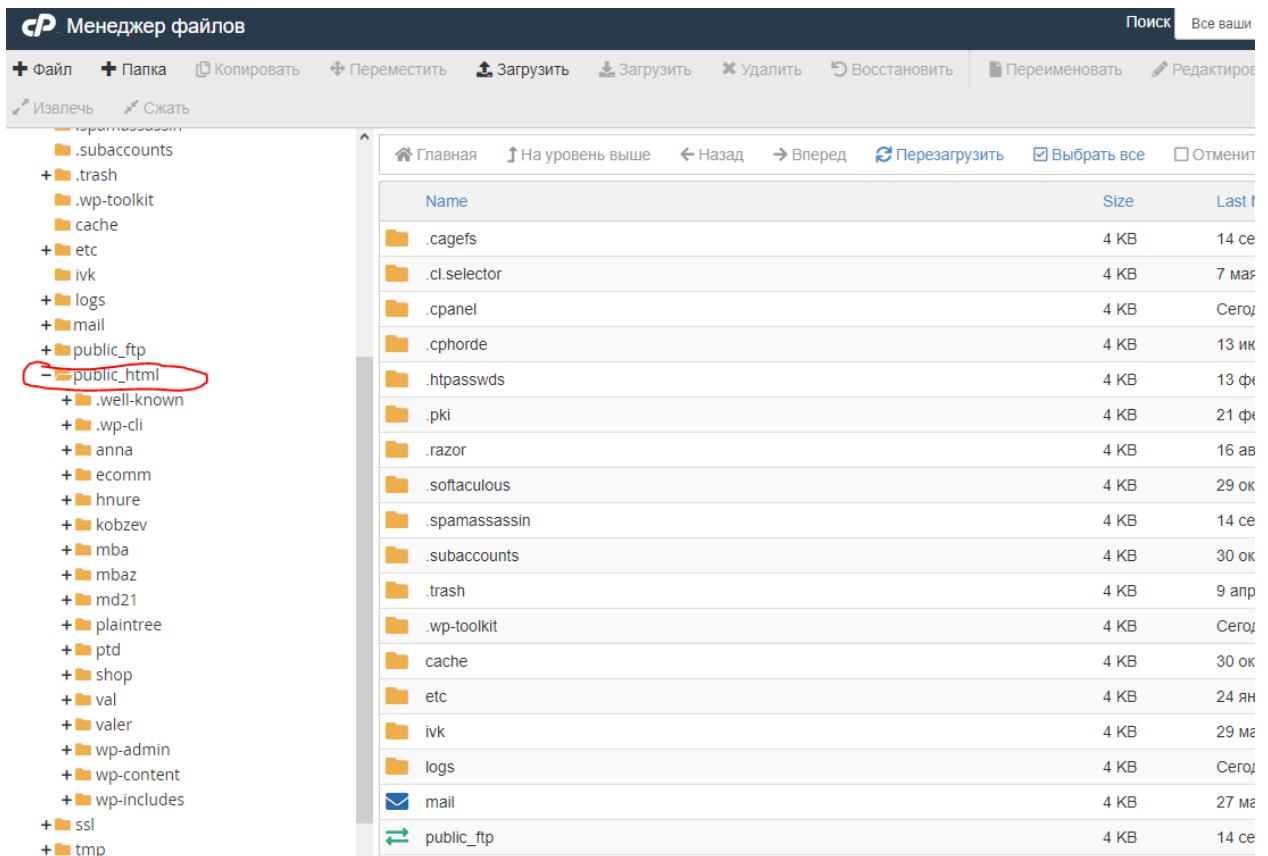 cP Менеджер файлов Поиск Все ваши
Файл Папка Копировать Переместить Загрузить Загрузить Удалить Восстановить Переименовать Редактиров
Извлечь Сжать
.spamassassin
.subaccounts
.trash
.wp-toolkit
cache
etc
ivk
logs
mail
public_ftp
public_html
.well-known
.wp-cli
anna
ecomm
hnure
kobzev
mba
mbaz
md21
plaintree
ptd
shop
val
valer
wp-admin
wp-content
wp-includes
ssl
tmp
Главная На уровень выше Назад Вперед Перезагрузить Выбрать все Отменит
Name Size Last
.cagefs 4 KB 14 се
.cl.selector 4 KB 7 мая
.cpanel 4 KB Сегод
.cphorde 4 KB 13 ию
.htpasswds 4 KB 13 фе
.pki 4 KB 21 фе
.razor 4 KB 16 ав
.softaculous 4 KB 29 ок
.spamassassin 4 KB 14 се
.subaccounts 4 KB 30 ок
.trash 4 KB 9 апр
.wp-toolkit 4 KB Сегод
cache 4 KB 30 ок
etc 4 KB 24 ян
ivk 4 KB 29 ма
logs 4 KB Сегод
mail 4 KB 27 ма
public_ftp 4 KB 14 се